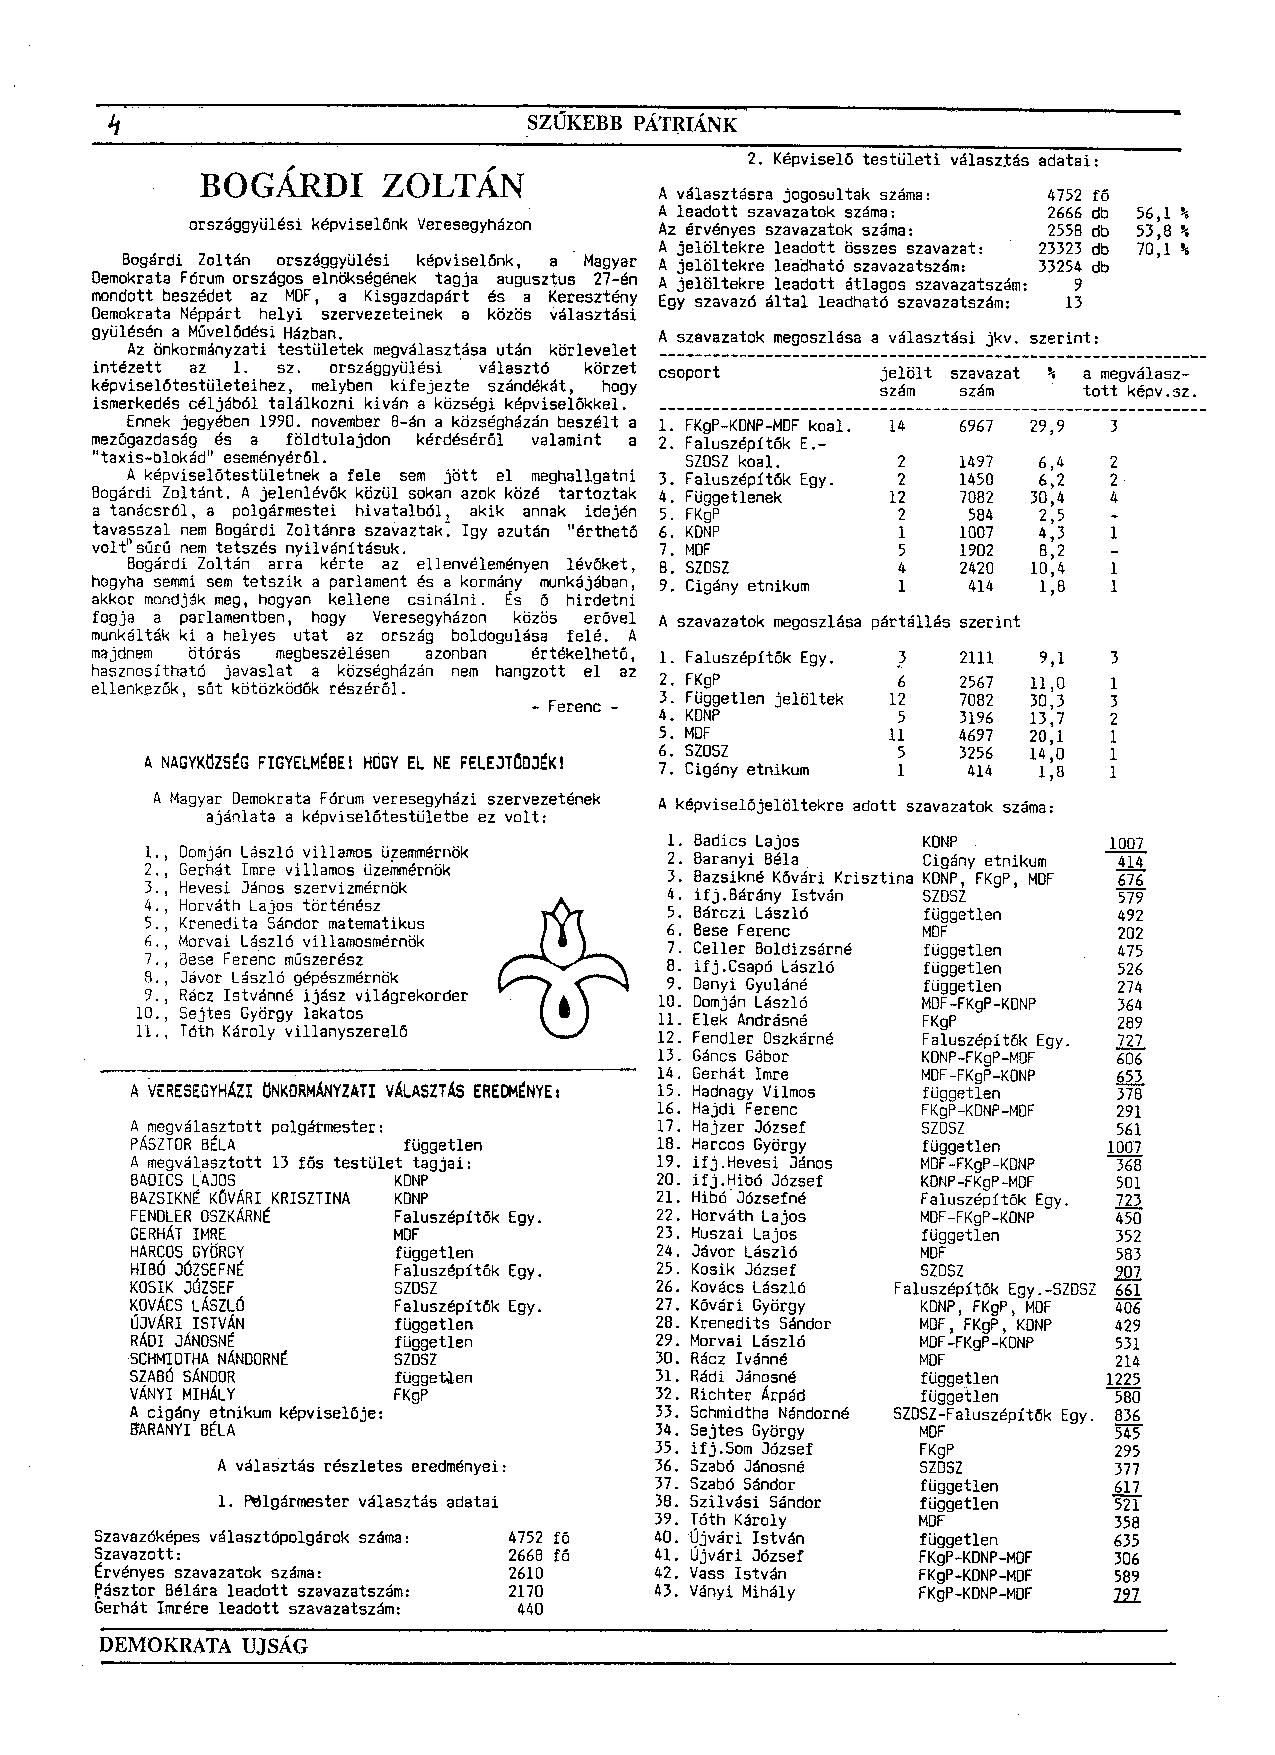 4
SZŰKEBB PÁTRIÁNK
BOGÁRDI ZOLTÁN
országgyülési képviselőnk Veresegyházon
Bogárdi Zoltán országgyülési képviselőnk, a Magyar
Demokrata Fórum országos elnökségének tagja augusztus 27-én
mondott beszédet az MDF, a Kisgazdapárt és a Keresztény
Demokrata Néppárt helyi szervezeteinek a közös választási
gyülésén a Művelődési Házban.
Az önkormányzati testületek megválasztása után körlevelet
intézett az 1. sz. országgyülési választó körzet
képviselőtestületeihez, melyben kifejezte szándékát, hogy
ismerkedés céljából találkozni kiván a községi képviselőkkel.
Ennek jegyében 1990. november 8-án a községházán beszélt a
mezőgazdaság és a földtulajdon kérdéséről valamint a
"taxis-blokád" eseményéről.
A képviselőtestületnek a fele sem jött el meghallgatni
Bogárdi Zoltánt. A jelenlévők közül sokan azok közé tartoztak
a tanácsról, a polgármestei hivatalból, akik annak idején
tavasszal nem Bogárdi Zoltánra szavaztak. Igy azután "érthető
volt" sűrű nem tetszés nyilvánításuk.
Bogárdi Zoltán arra kérte az ellenvéleményen lévőket,
hogyha semmi sem tetszik a parlament és a kormány munkájában,
akkor mondják meg, hogyan kellene csinálni. És ő hirdetni
fogja a parlamentben, hogy Veresegyházon közös erővel
munkálták ki a helyes utat az ország boldogulása felé. A
majdnem ötórás megbeszélésen azonban értékelhető,
hasznosítható javaslat a községházán nem hangzott el az
ellenkezők, sőt kötözködők részéről.
- Ferenc -
A NAGYKÖZSÉG FIGYELMÉBE! HOGY EL NE FELEJTŐDJÉK!
A Magyar Demokrata Fórum veresegyházi szervezetének
ajánlata a képviselőtestületbe ez volt:
1., Domján László villamos üzemmérnök
2., Gerhát Imre villamos üzemmérnök
3., Hevesi János szervizmérnök
4., Horváth Lajos történész
5., Krenedita Sándor matematikus
6., Morvai László villamosmérnök
7., Bese Ferenc műszerész
8., Jávor László gépészmérnök
9., Rácz Istvánné ijász világrekorder
10., Sejtes György lakatos
11., Tóth Károly villanyszerelő
A VERESEGYHÁZI ÖNKORMÁNYZATI VÁLASZTÁS EREDMÉNYE:
A megválasztott polgármester:
PÁSZTOR BÉLA független
A megválasztott 13 fős testület tagjai:
BADICS LAJOS KDNP
BAZSIKNÉ KŐVÁRI KRISZTINA KDNP
FENDLER OSZKÁRNÉ Faluszépítők Egy.
GERHÁT IMRE MDF
HARCOS GYÖRGY független
HIBÓ JÓZSEFNÉ Faluszépítők Egy.
KOSIK JÓZSEF SZDSZ
KOVÁCS LÁSZLÓ Faluszépítők Egy.
ÚJVÁRI ISTVÁN független
RÁDI JÁNOSNÉ független
SCHMIDTHA NÁNDORNÉ SZDSZ
SZABÓ SÁNDOR független
VÁNYI MIHÁLY FKgP
A cigány etnikum képviselője:
BARANYI BÉLA
A választás részletes eredményei:
1. Polgármester választás adatai
Szavazóképes választópolgárok száma: 4752 fő
Szavazott: 2668 fő
Érvényes szavazatok száma: 2610
Pásztor Bélára leadott szavazatszám: 2170
Gerhát Imrére leadott szavazatszám: 440
2. Képviselő testületi választás adatai:
A választásra jogosultak száma: 4752 fő
A leadott szavazatok száma: 2666 db 56,1 %
Az érvényes szavazatok száma: 2558 db 53,8 %
A jelöltekre leadott összes szavazat: 23323 db 70,1 %
A jelöltekre leadható szavazatszám: 33254 db
A jelöltekre leadott átlagos szavazatszám: 9
Egy szavazó által leadható szavazatszám: 13
A szavazatok megoszlása a választási jkv. szerint:
csoport jelölt szavazat % a megválasz-
szám szám tott képv.sz.
1. FKgP-KDNP-MDF koal. 14 6967 29,9 3
2. Faluszépítők E.-
SZDSZ koal. 2 1497 6,4 2
3. Faluszépítők Egy. 2 1450 6,2 2
4. Függetlenek 12 7082 30,4 4
5. FKgP 2 584 2,5 -
6. KDNP 1 1007 4,3 1
7. MDF 5 1902 8,2 -
8. SZDSZ 4 2420 10,4 1
9. Cigány etnikum 1 414 1,8 1
A szavazatok megoszlása pártállás szerint
1. Faluszépítők Egy. 3 2111 9,1 3
2. FKgP 6 2567 11,0 1
3. Független jelöltek 12 7082 30,3 3
4. KDNP 5 3196 13,7 2
5. MDF 11 4697 20,1 1
6. SZDSZ 5 3256 14,0 1
7. Cigány etnikum 1 414 1,8 1
A képviselőjelöltekre adott szavazatok száma:
1. Badics Lajos KDNP 1007
2. Baranyi Béla Cigány etnikum 414
3. Bazsikné Kővári Krisztina KDNP, FKgP, MDF 676
4. ifj.Bárány István SZDSZ 579
5. Bárczi László független 492
6. Bese Ferenc MDF 202
7. Celler Boldizsárné független 475
8. ifj.Csapó László független 526
9. Danyi Gyuláné független 274
10. Domján László MDF-FKgP-KDNP 364
11. Elek Andrásné FKgP 289
12. Fendler Oszkárné Faluszépítők Egy. 727
13. Gáncs Gábor KDNP-FKgP-MDF 606
14. Gerhát Imre MDF-FKgP-KDNP 653
15. Hadnagy Vilmos független 378
16. Hajdi Ferenc FKgP-KDNP-MDF 291
17. Hajzer József SZDSZ 561
18. Harcos György független 1007
19. ifj.Hevesi János MDF-FKgP-KDNP 368
20. ifj.Hibó József KDNP-FKgP-MDF 501
21. Hibó Józsefné Faluszépítők Egy. 723
22. Horváth Lajos MDF-FKgP-KDNP 450
23. Huszai Lajos független 352
24. Jávor László MDF 583
25. Kosik József SZDSZ 907
26. Kovács László Faluszépítők Egy.-SZDSZ 661
27. Kővári György KDNP, FKgP, MDF 406
28. Krenedits Sándor MDF, FKgP, KDNP 429
29. Morvai László MDF-FKgP-KDNP 531
30. Rácz Ivánné MDF 214
31. Rádi Jánosné független 1225
32. Richter Árpád független 580
33. Schmidtha Nándorné SZDSZ-Faluszépítők Egy. 836
34. Sejtes György MDF 545
35. ifj.Som József FKgP 295
36. Szabó Jánosné SZDSZ 377
37. Szabó Sándor független 617
38. Szilvási Sándor független 521
39. Tóth Károly MDF 358
40. Újvári István független 635
41. Újvári József FKgP-KDNP-MDF 306
42. Vass István FKgP-KDNP-MDF 589
43. Ványi Mihály FKgP-KDNP-MDF 797
DEMOKRATA UJSÁG